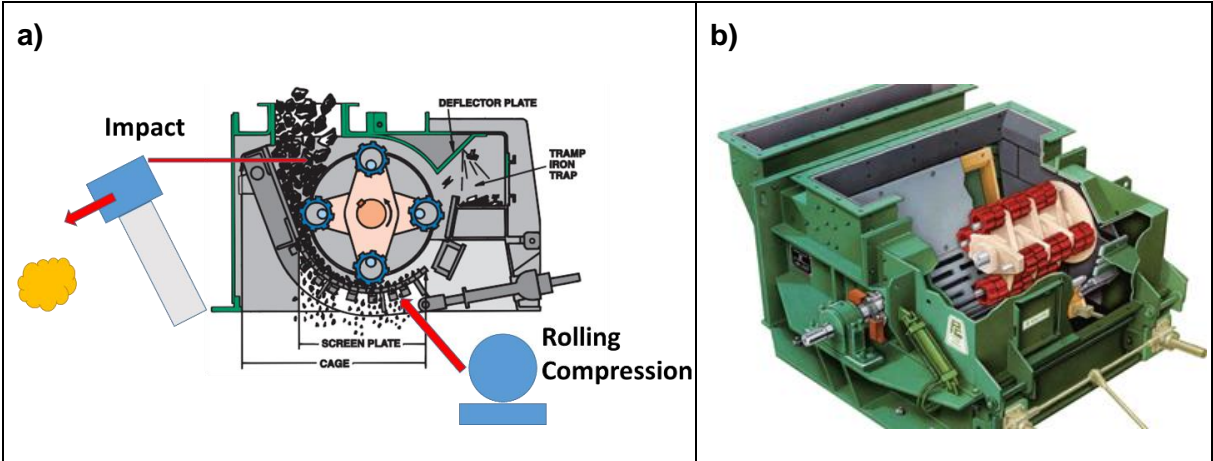 a)
b)
Impact
DEFLECTOR PLATE
TRAMP
IRON
TRAP
SCREEN PLATE
CAGE
Rolling
Compression